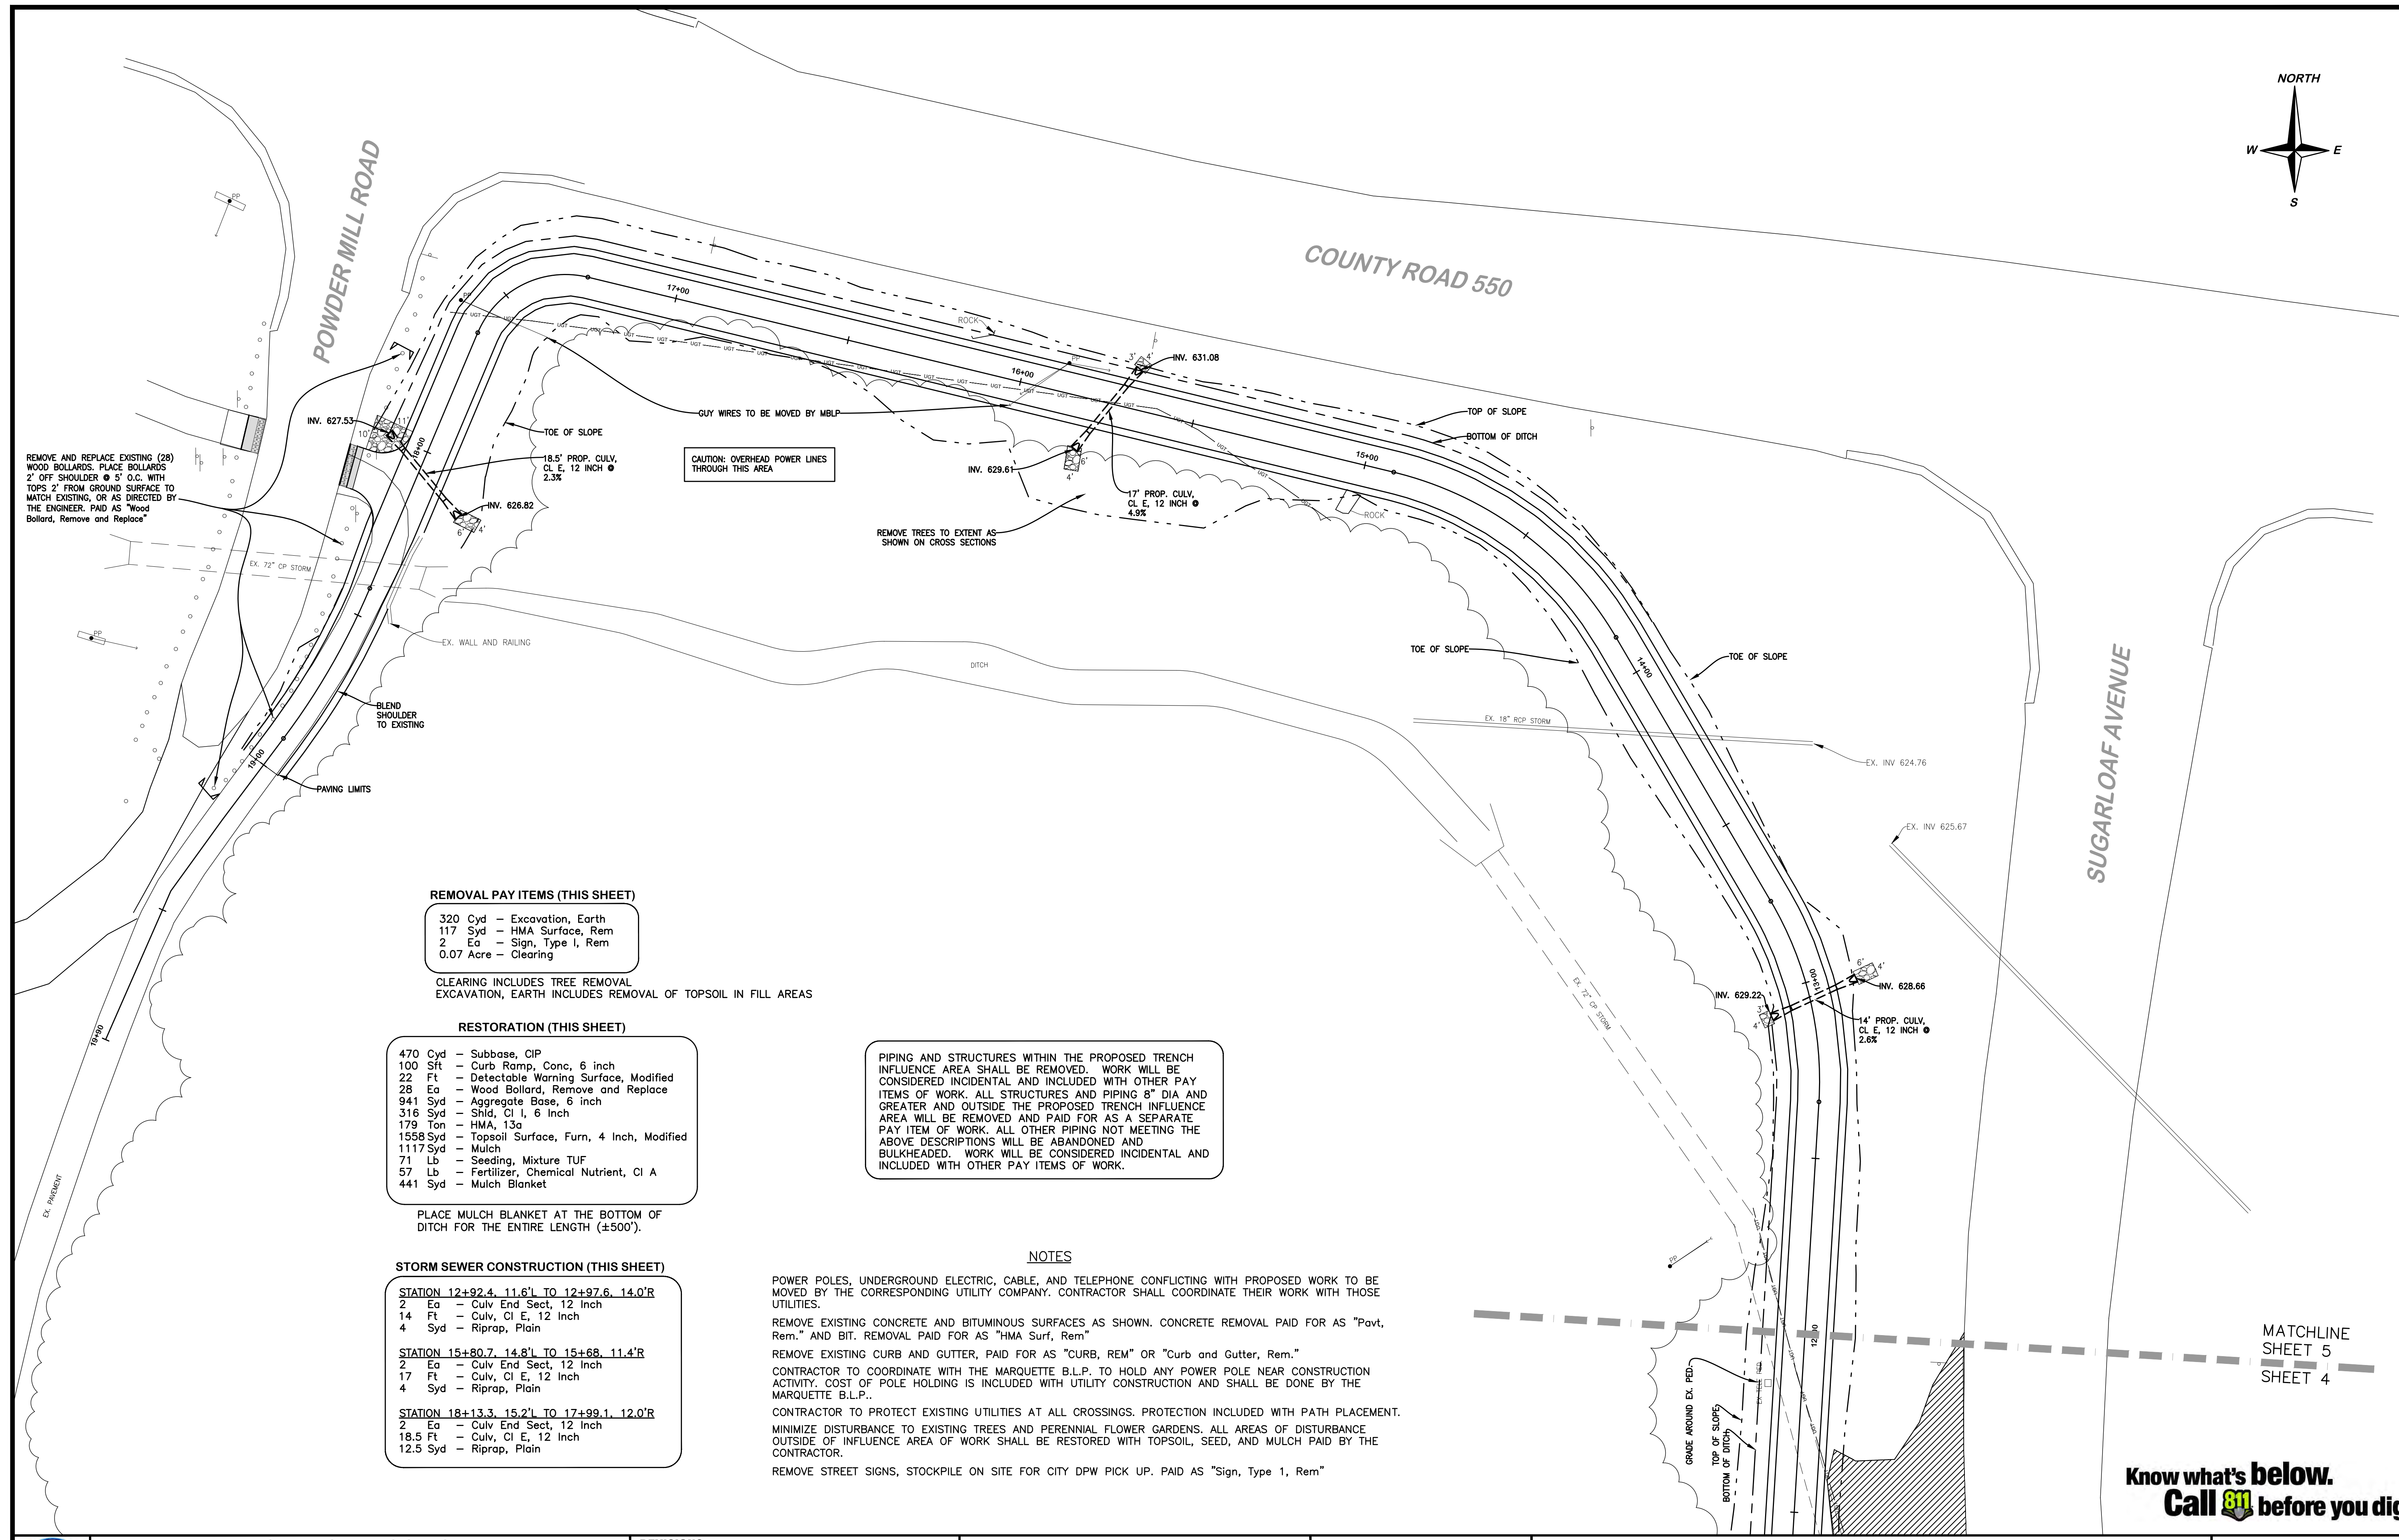 NORTH
W
E
S
POWDER MILL ROAD
COUNTY ROAD 550
SUGARLOAF AVENUE
PP
PP
PP
PP
PP
17+00
16+00
15+00
14+00
13+00
12+00
18+00
19+00
19+90
UGT
ROCK
3'
4'
INV. 631.08
GUY WIRES TO BE MOVED BY MBLP
TOP OF SLOPE
BOTTOM OF DITCH
INV. 627.53
11'
10'
TOE OF SLOPE
18.5' PROP. CULV,
CL E, 12 INCH @
2.3%
CAUTION: OVERHEAD POWER LINES
THROUGH THIS AREA
INV. 629.61
6'
4'
17' PROP. CULV,
CL E, 12 INCH @
4.9%
REMOVE AND REPLACE EXISTING (28)
WOOD BOLLARDS. PLACE BOLLARDS
2' OFF SHOULDER @ 5' O.C. WITH
TOPS 2' FROM GROUND SURFACE TO
MATCH EXISTING, OR AS DIRECTED BY
THE ENGINEER. PAID AS "Wood
Bollard, Remove and Replace"
INV. 626.82
6'
4'
ROCK
REMOVE TREES TO EXTENT AS
SHOWN ON CROSS SECTIONS
EX. 72" CP STORM
EX. WALL AND RAILING
DITCH
TOE OF SLOPE
TOE OF SLOPE
BLEND
SHOULDER
TO EXISTING
EX. 18" RCP STORM
EX. INV 624.76
PAVING LIMITS
EX. INV 625.67
REMOVAL PAY ITEMS (THIS SHEET)
320 Cyd – Excavation, Earth
117 Syd – HMA Surface, Rem
2 Ea – Sign, Type I, Rem
0.07 Acre – Clearing
CLEARING INCLUDES TREE REMOVAL
EXCAVATION, EARTH INCLUDES REMOVAL OF TOPSOIL IN FILL AREAS
6'
4'
INV. 629.22
INV. 628.66
3'
4'
14' PROP. CULV,
CL E, 12 INCH @
2.6%
EX. 72" CP STORM
EX. PAVEMENT
RESTORATION (THIS SHEET)
470 Cyd – Subbase, CIP
100 Sft – Curb Ramp, Conc, 6 inch
22 Ft – Detectable Warning Surface, Modified
28 Ea – Wood Bollard, Remove and Replace
941 Syd – Aggregate Base, 6 inch
316 Syd – Shld, Cl I, 6 Inch
179 Ton – HMA, 13a
1558 Syd – Topsoil Surface, Furn, 4 Inch, Modified
1117 Syd – Mulch
71 Lb – Seeding, Mixture TUF
57 Lb – Fertilizer, Chemical Nutrient, Cl A
441 Syd – Mulch Blanket
PLACE MULCH BLANKET AT THE BOTTOM OF
DITCH FOR THE ENTIRE LENGTH (±500').
PIPING AND STRUCTURES WITHIN THE PROPOSED TRENCH
INFLUENCE AREA SHALL BE REMOVED. WORK WILL BE
CONSIDERED INCIDENTAL AND INCLUDED WITH OTHER PAY
ITEMS OF WORK. ALL STRUCTURES AND PIPING 8" DIA AND
GREATER AND OUTSIDE THE PROPOSED TRENCH INFLUENCE
AREA WILL BE REMOVED AND PAID FOR AS A SEPARATE
PAY ITEM OF WORK. ALL OTHER PIPING NOT MEETING THE
ABOVE DESCRIPTIONS WILL BE ABANDONED AND
BULKHEADED. WORK WILL BE CONSIDERED INCIDENTAL AND
INCLUDED WITH OTHER PAY ITEMS OF WORK.
STORM SEWER CONSTRUCTION (THIS SHEET)
STATION 12+92.4, 11.6'L TO 12+97.6, 14.0'R
2 Ea – Culv End Sect, 12 Inch
14 Ft – Culv, Cl E, 12 Inch
4 Syd – Riprap, Plain
STATION 15+80.7, 14.8'L TO 15+68, 11.4'R
2 Ea – Culv End Sect, 12 Inch
17 Ft – Culv, Cl E, 12 Inch
4 Syd – Riprap, Plain
STATION 18+13.3, 15.2'L TO 17+99.1, 12.0'R
2 Ea – Culv End Sect, 12 Inch
18.5 Ft – Culv, Cl E, 12 Inch
12.5 Syd – Riprap, Plain
NOTES
POWER POLES, UNDERGROUND ELECTRIC, CABLE, AND TELEPHONE CONFLICTING WITH PROPOSED WORK TO BE
MOVED BY THE CORRESPONDING UTILITY COMPANY. CONTRACTOR SHALL COORDINATE THEIR WORK WITH THOSE
UTILITIES.
REMOVE EXISTING CONCRETE AND BITUMINOUS SURFACES AS SHOWN. CONCRETE REMOVAL PAID FOR AS "Pavt,
Rem." AND BIT. REMOVAL PAID FOR AS "HMA Surf, Rem"
REMOVE EXISTING CURB AND GUTTER, PAID FOR AS "CURB, REM" OR "Curb and Gutter, Rem."
CONTRACTOR TO COORDINATE WITH THE MARQUETTE B.L.P. TO HOLD ANY POWER POLE NEAR CONSTRUCTION
ACTIVITY. COST OF POLE HOLDING IS INCLUDED WITH UTILITY CONSTRUCTION AND SHALL BE DONE BY THE
MARQUETTE B.L.P..
CONTRACTOR TO PROTECT EXISTING UTILITIES AT ALL CROSSINGS. PROTECTION INCLUDED WITH PATH PLACEMENT.
MINIMIZE DISTURBANCE TO EXISTING TREES AND PERENNIAL FLOWER GARDENS. ALL AREAS OF DISTURBANCE
OUTSIDE OF INFLUENCE AREA OF WORK SHALL BE RESTORED WITH TOPSOIL, SEED, AND MULCH PAID BY THE
CONTRACTOR.
REMOVE STREET SIGNS, STOCKPILE ON SITE FOR CITY DPW PICK UP. PAID AS "Sign, Type 1, Rem"
MATCHLINE
SHEET 5
SHEET 4
GRADE AROUND EX. PED.
TOP OF SLOPE
BOTTOM OF DITCH
EX TELE PED
Know what's below.
Call 811 before you dig